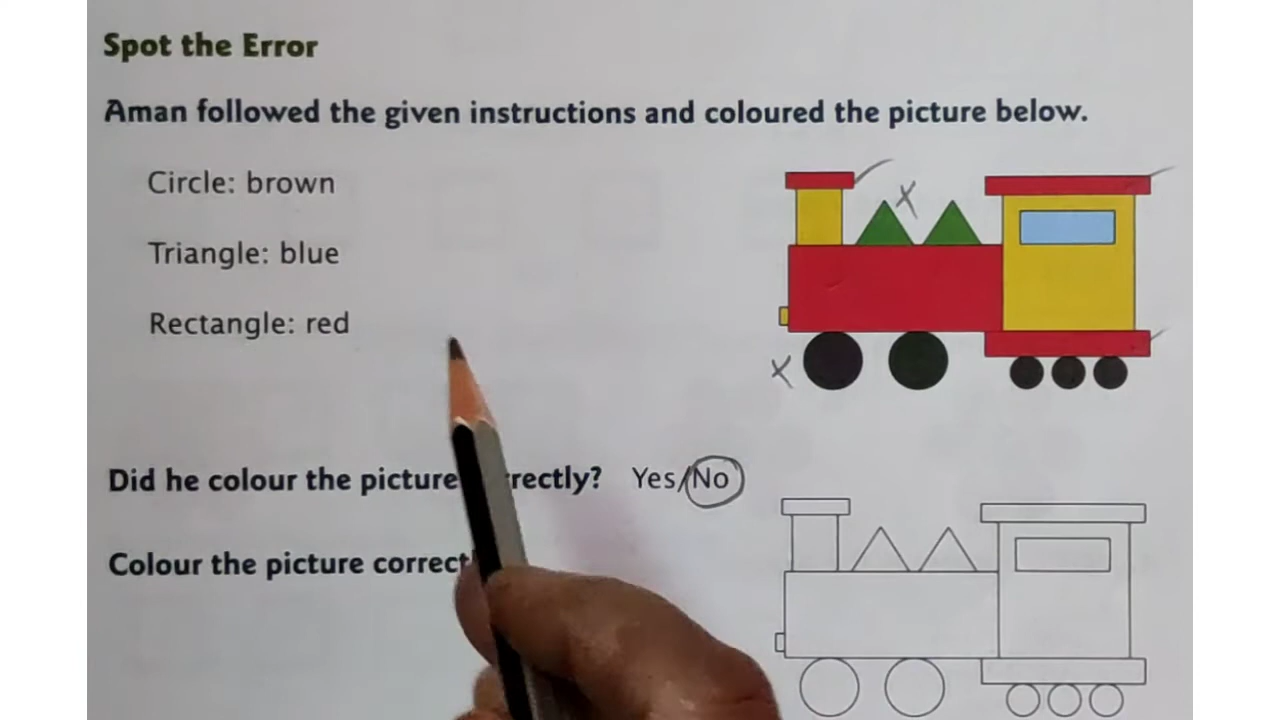 Spot the Error
Aman followed the given instructions and coloured the picture below.
Circle: brown
Triangle: blue
Rectangle: red
Did he colour the picture rectly? Yes/No
Colour the picture correct